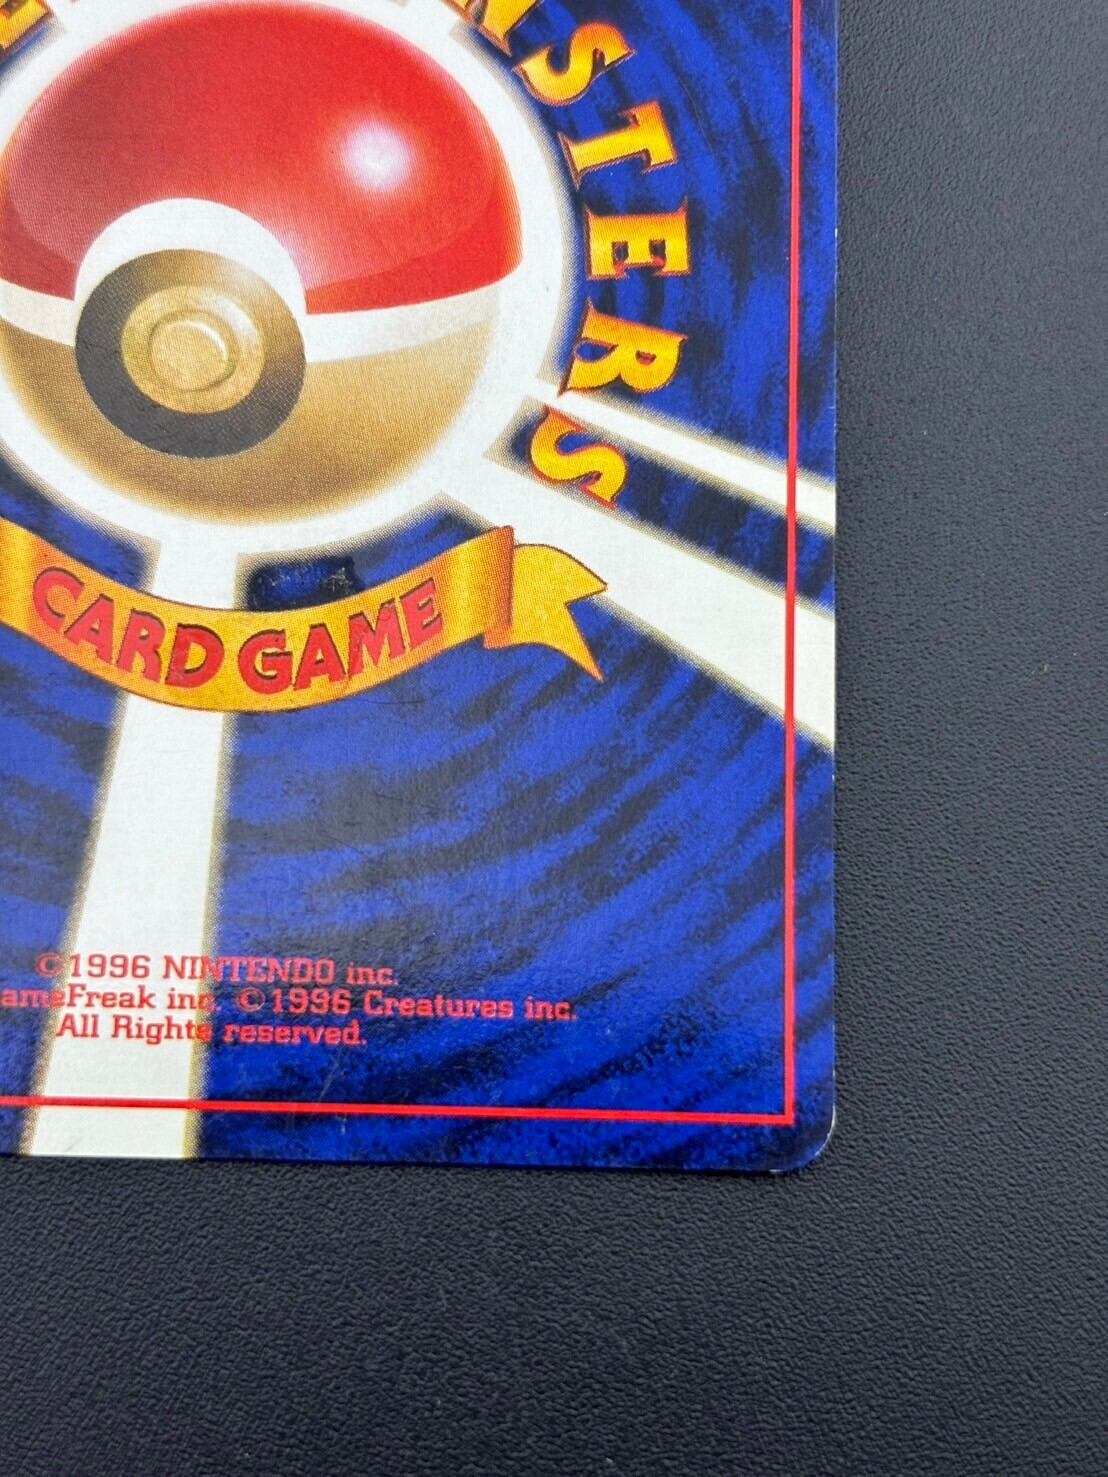 STERS
CARD GAME
©1996 NINTENDO inc.
ameFreak inc. ©1996 Creatures inc.
All Rights reserved.